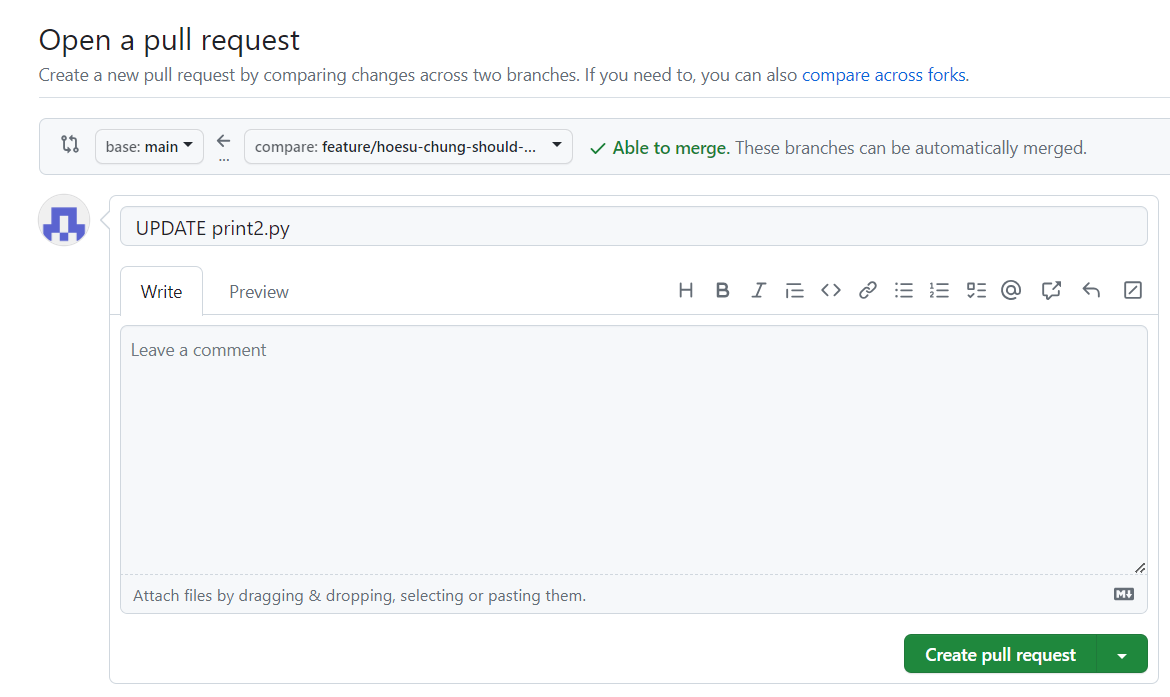 Open a pull request
Create a new pull request by comparing changes across two branches. If you need to, you can also compare across forks.
base: main ... compare: feature/hoesu-chung-should-... Able to merge. These branches can be automatically merged.
UPDATE print2.py
Write Preview
Leave a comment
Attach files by dragging & dropping, selecting or pasting them.
Create pull request